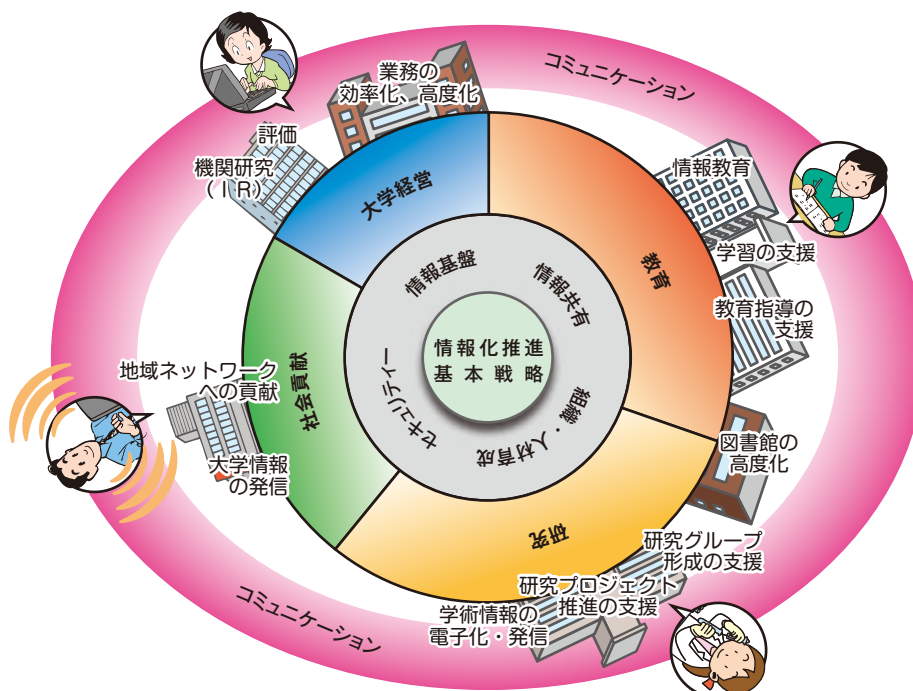 コミュニケーション
業務の
効率化、高度化
評価
機関研究
(ＩＲ)
大学経営
情報教育
学習の支援
教育指導の
支援
教育
情報基盤
情報共有
情報化推進
基本戦略
セキュリティー
組織・人材育成
社会貢献
地域ネットワーク
への貢献
大学情報
の発信
図書館の
高度化
研究
研究グループ
形成の支援
研究プロジェクト
推進の支援
学術情報の
電子化・発信
コミュニケーション